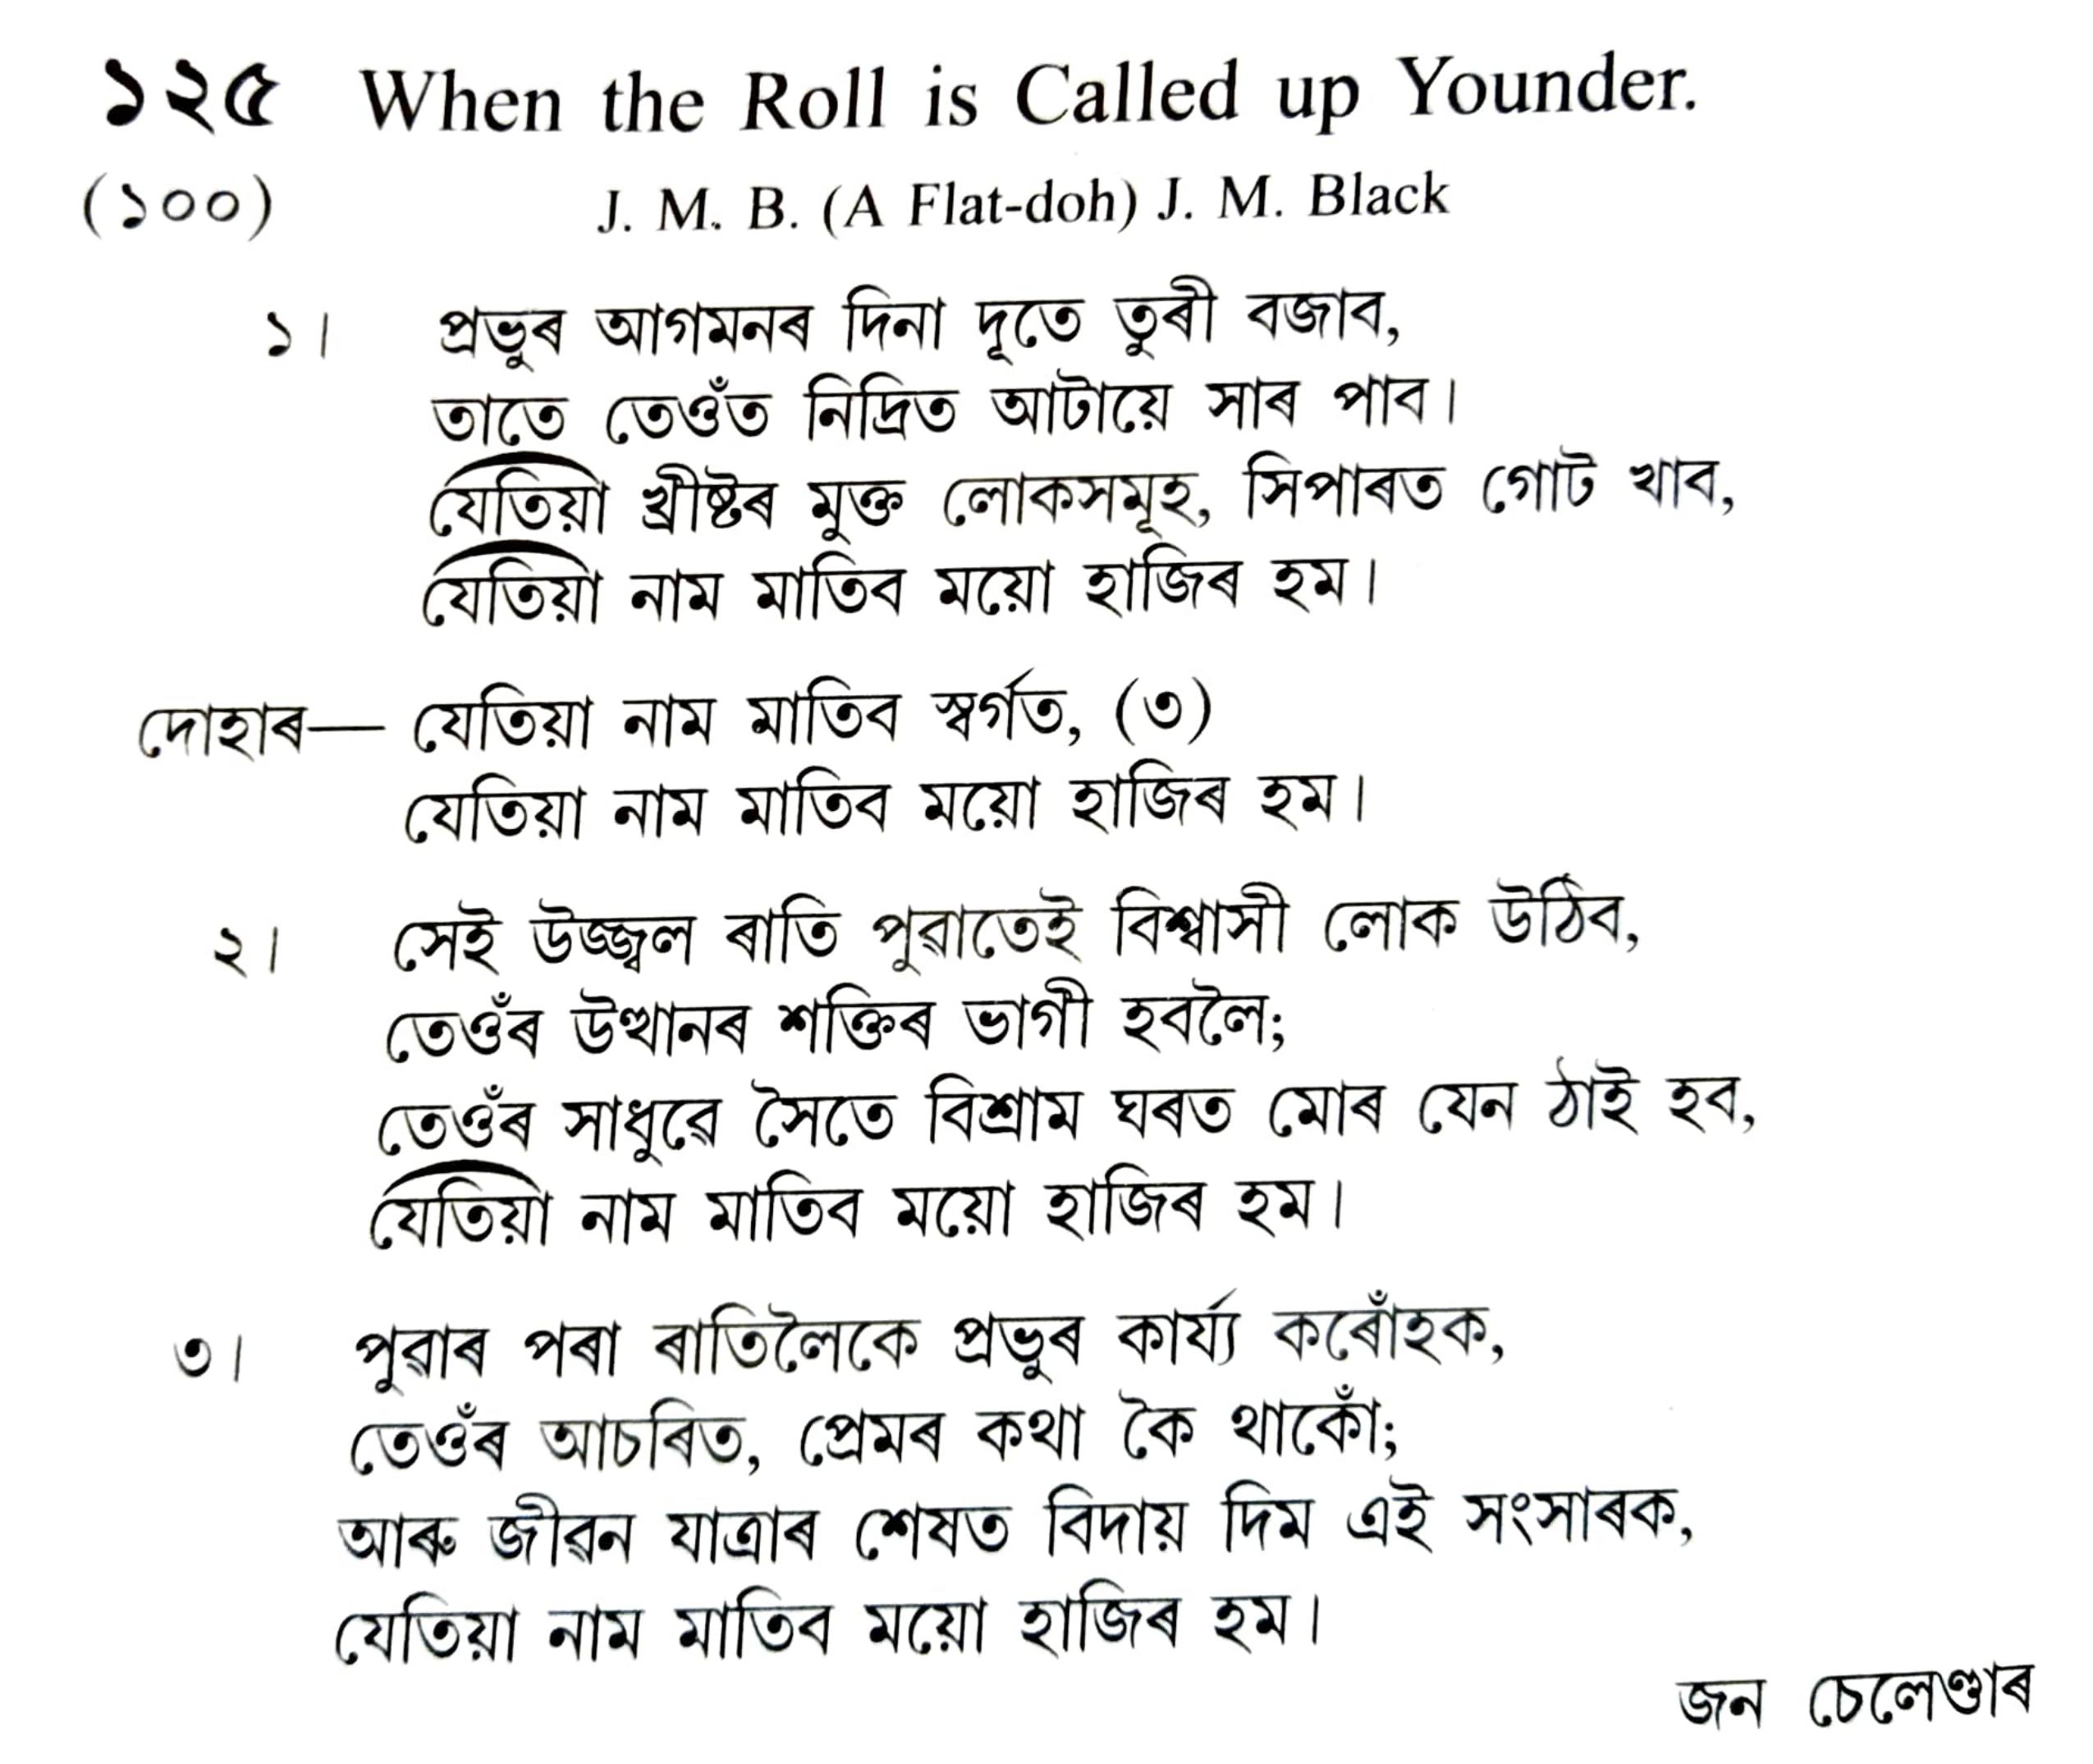 ১২৫ When the Roll is Called up Younder.
(১০০) J. M. B. (A Flat-doh) J. M. Black
১। প্ৰভুৰ আগমনৰ দিনা দূতে তুৰী বজাব,
তাতে তেওঁত নিদ্ৰিত আটায়ে সাৰ পাব।
যেতিয়া খ্ৰীষ্টৰ মুক্ত লোকসমূহ, সিপাৰত গোট খাব,
যেতিয়া নাম মাতিব ময়ো হাজিৰ হম।
দোহাৰ— যেতিয়া নাম মাতিব স্বৰ্গত, (৩)
যেতিয়া নাম মাতিব ময়ো হাজিৰ হম।
২। সেই উজ্জ্বল ৰাতি পুৱাতেই বিশ্বাসী লোক উঠিব,
তেওঁৰ উত্থানৰ শক্তিৰ ভাগী হবলৈ;
তেওঁৰ সাধুৱে সৈতে বিশ্ৰাম ঘৰত মোৰ যেন ঠাই হব,
যেতিয়া নাম মাতিব ময়ো হাজিৰ হম।
৩। পুৱাৰ পৰা ৰাতিলৈকে প্ৰভুৰ কাৰ্য্য কৰোঁহক,
তেওঁৰ আচৰিত, প্ৰেমৰ কথা কৈ থাকোঁ;
আৰু জীৱন যাত্ৰাৰ শেষত বিদায় দিম এই সংসাৰক,
যেতিয়া নাম মাতিব ময়ো হাজিৰ হম।
জন চেলেণ্ডাৰ